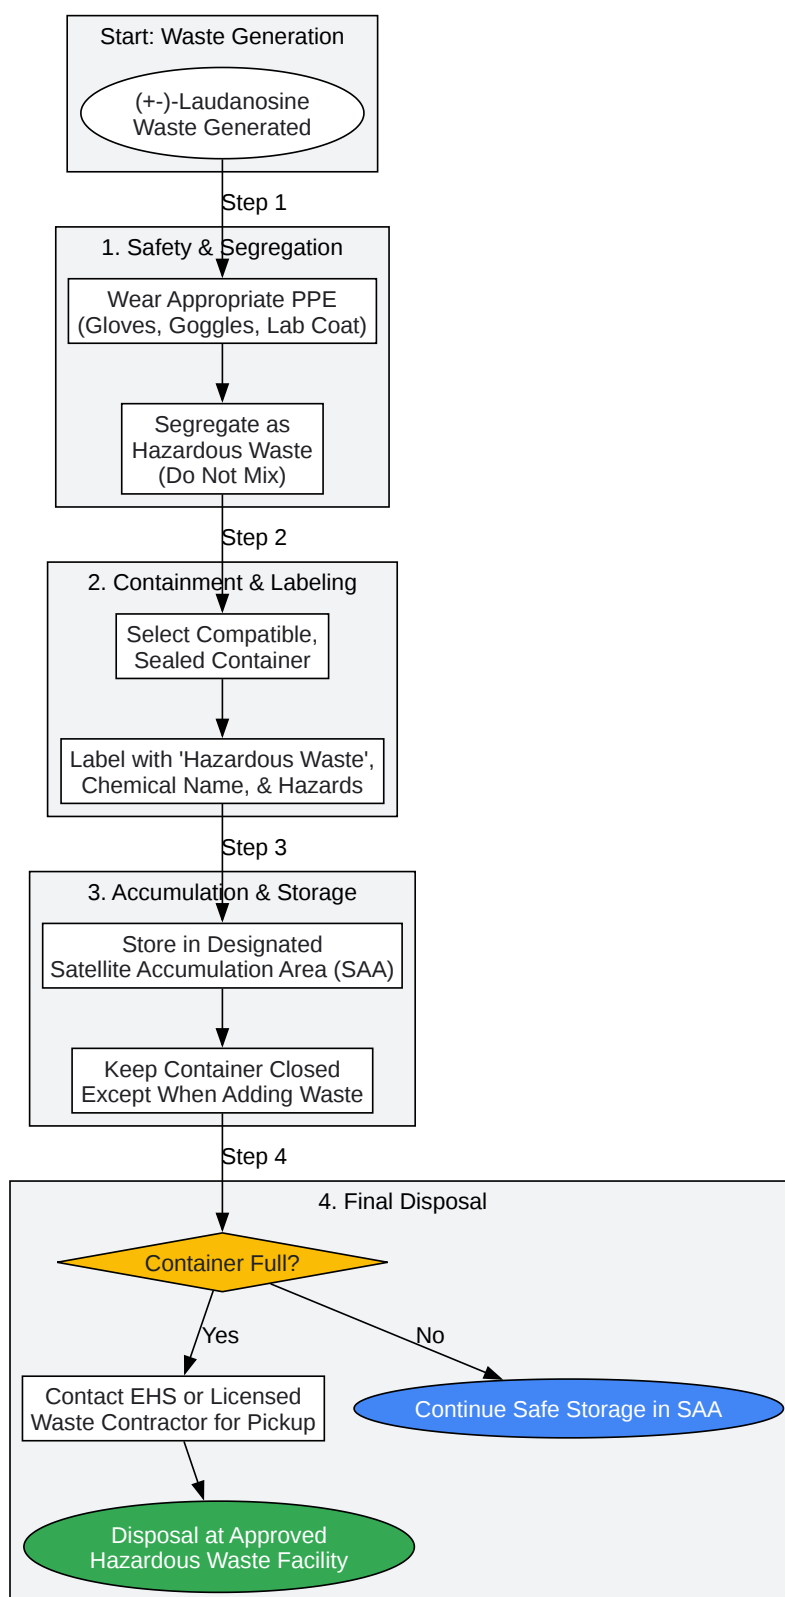 Start: Waste Generation
(+-)-Laudanosine
Waste Generated
Step 1
1. Safety & Segregation
Wear Appropriate PPE
(Gloves, Goggles, Lab Coat)
Segregate as
Hazardous Waste
(Do Not Mix)
Step 2
2. Containment & Labeling
Select Compatible,
Sealed Container
Label with 'Hazardous Waste',
Chemical Name, & Hazards
Step 3
3. Accumulation & Storage
Store in Designated
Satellite Accumulation Area (SAA)
Keep Container Closed
Except When Adding Waste
Step 4
4. Final Disposal
Container Full?
Yes
No
Contact EHS or Licensed
Waste Contractor for Pickup
Continue Safe Storage in SAA
Disposal at Approved
Hazardous Waste Facility